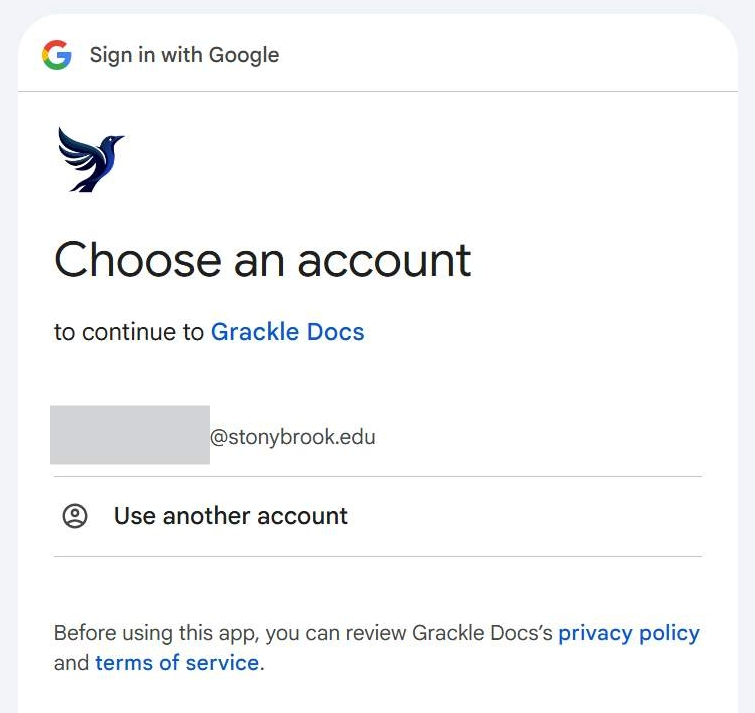 Sign in with Google
Choose an account
to continue to Grackle Docs
@stonybrook.edu
Use another account
Before using this app, you can review Grackle Docs’s privacy policy
and terms of service.